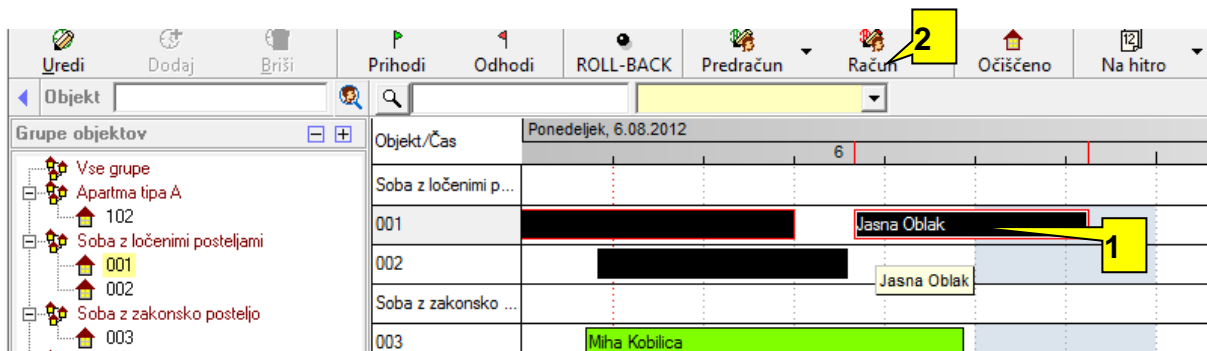 2
Uredi Dodaj Briši Prihodi Odhodi ROLL-BACK Predračun Račun Očiščeno 12 Na hitro
Objekt
Grupe objektov
Objekt/Čas
Ponedeljek, 6.08.2012
6
Vse grupe
Apartma tipa A
102
Soba z ločenimi posteljami
001
002
Soba z zakonsko posteljo
003
Soba z ločenimi p...
001 Jasna Oblak
1
002
Jasna Oblak
Soba z zakonsko ...
003 Miha Kobilica